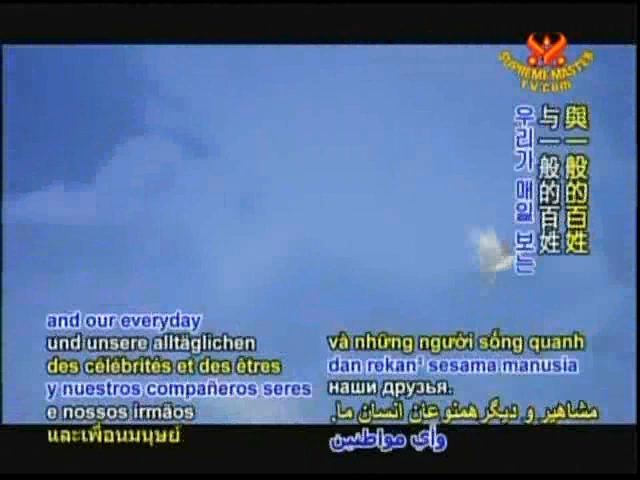 SUPREME MASTER
TV.com
與一般的百姓
与一般的百姓
우리가 매일 보는
and our everyday
und unsere alltäglichen
des célébrités et des êtres
y nuestros compañeros seres
e nossos irmãos
และเพื่อนมนุษย์
và những người sống quanh
dan rekan² sesama manusia
наши друзья.
مشاهیر و دیگر همنوعان انسان ما.
وأي مواطنين